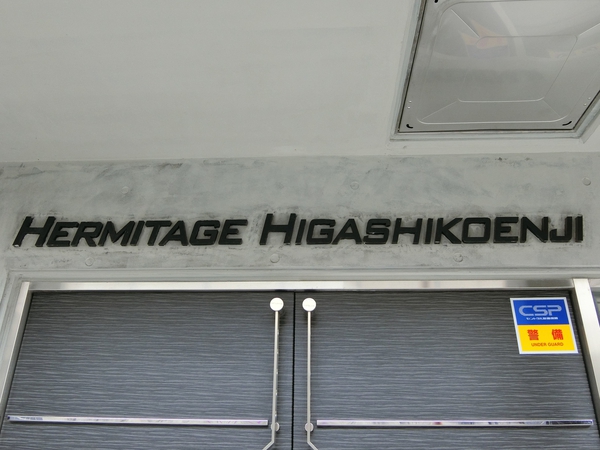 HERMITAGE HIGASHIKOENJI
CSP
警備
UNDER GUARD